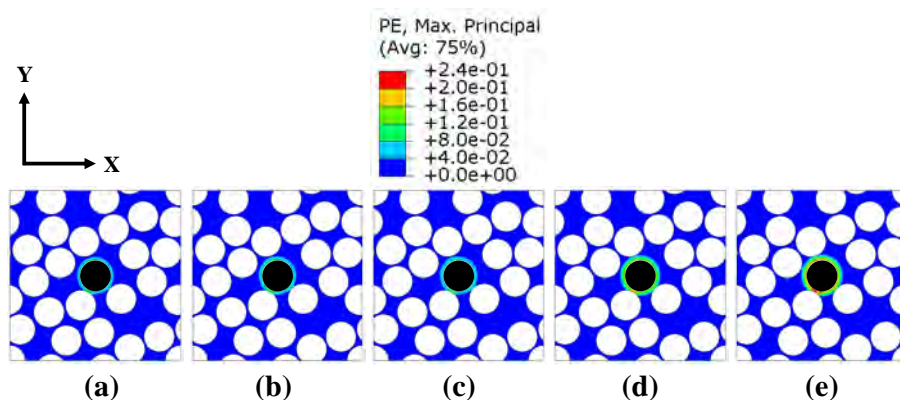 PE, Max. Principal
(Avg: 75%)
+2.4e-01
+2.0e-01
+1.6e-01
+1.2e-01
+8.0e-02
+4.0e-02
+0.0e+00
Y
X
(a) (b) (c) (d) (e)